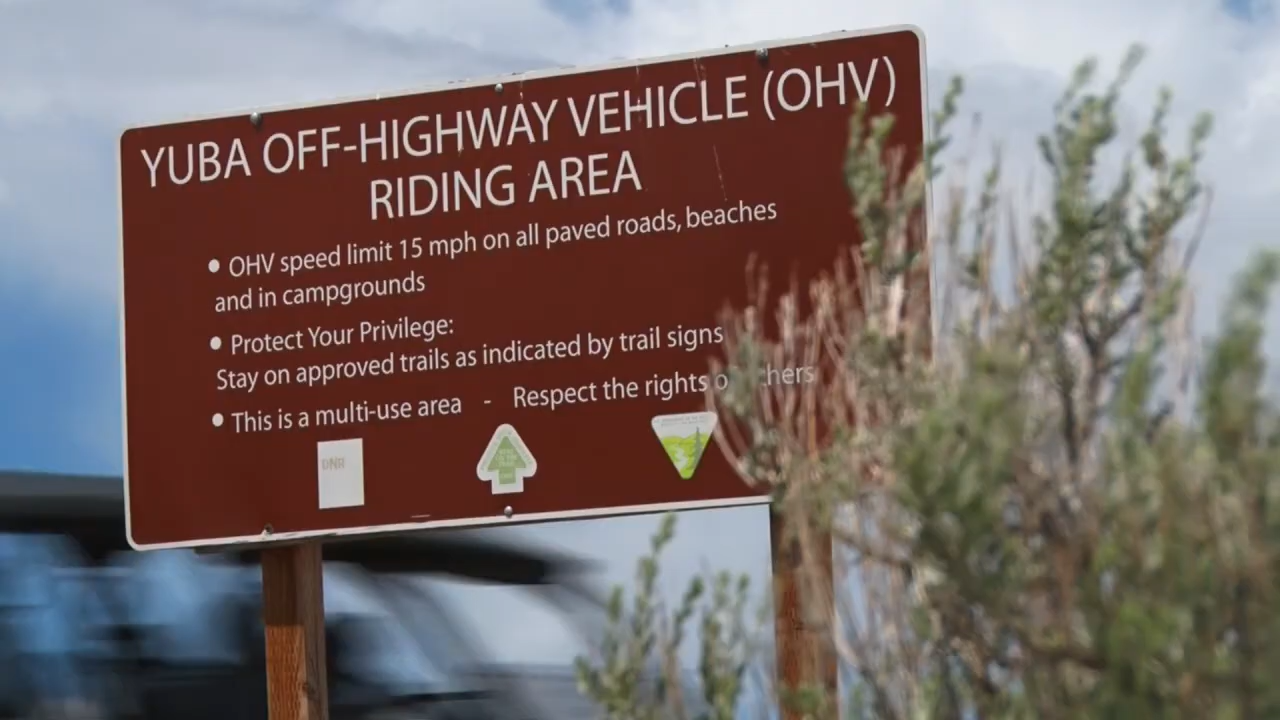 YUBA OFF-HIGHWAY VEHICLE (OHV)
RIDING AREA
• OHV speed limit 15 mph on all paved roads, beaches
and in campgrounds
• Protect Your Privilege:
Stay on approved trails as indicated by trail signs
• This is a multi-use area - Respect the rights of others
DNR